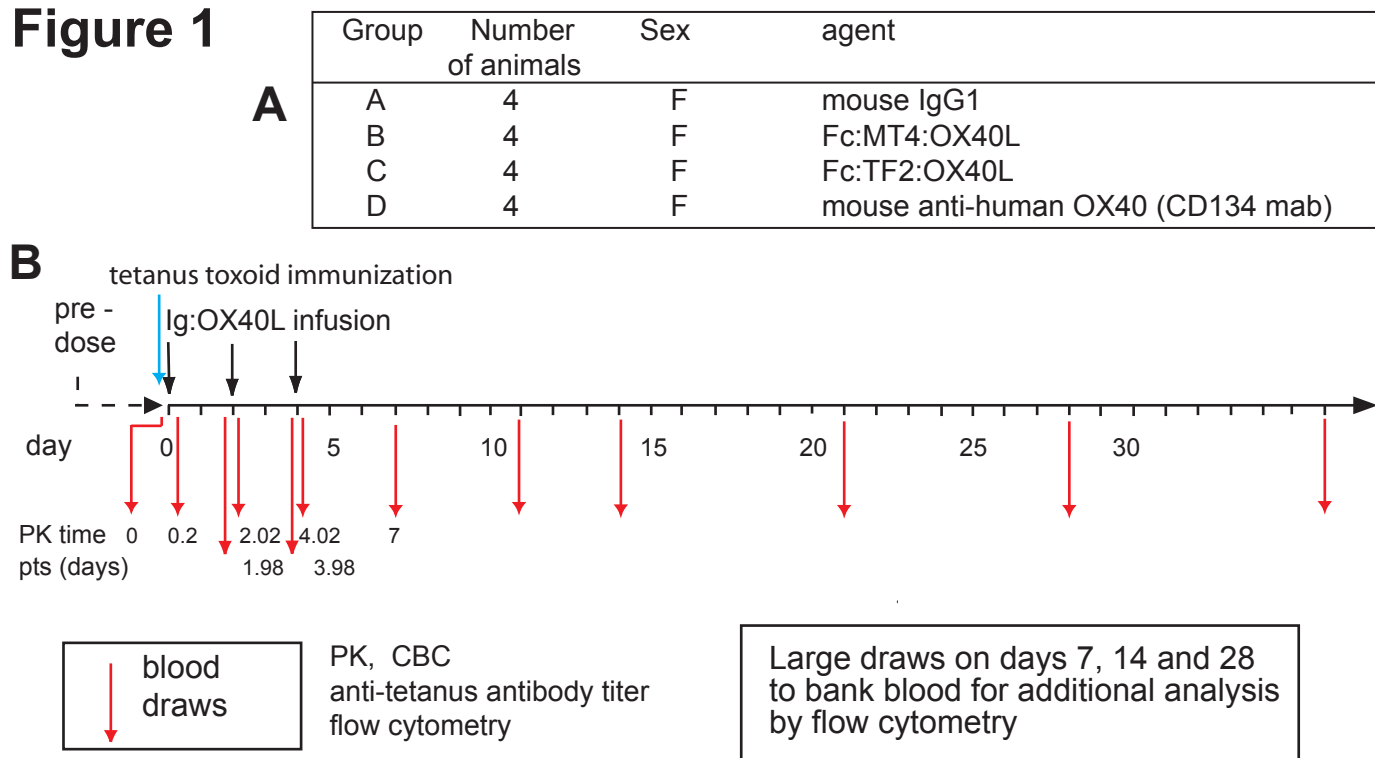 Figure 1
A
Group Number of animals Sex agent
A 4 F mouse IgG1
B 4 F Fc:MT4:OX40L
C 4 F Fc:TF2:OX40L
D 4 F mouse anti-human OX40 (CD134 mab)
B
tetanus toxoid immunization
pre -
dose
Ig:OX40L infusion
day 0 5 10 15 20 25 30
PK time 0 0.2 2.02 4.02 7
pts (days) 1.98 3.98
blood
draws
PK, CBC
anti-tetanus antibody titer
flow cytometry
Large draws on days 7, 14 and 28
to bank blood for additional analysis
by flow cytometry